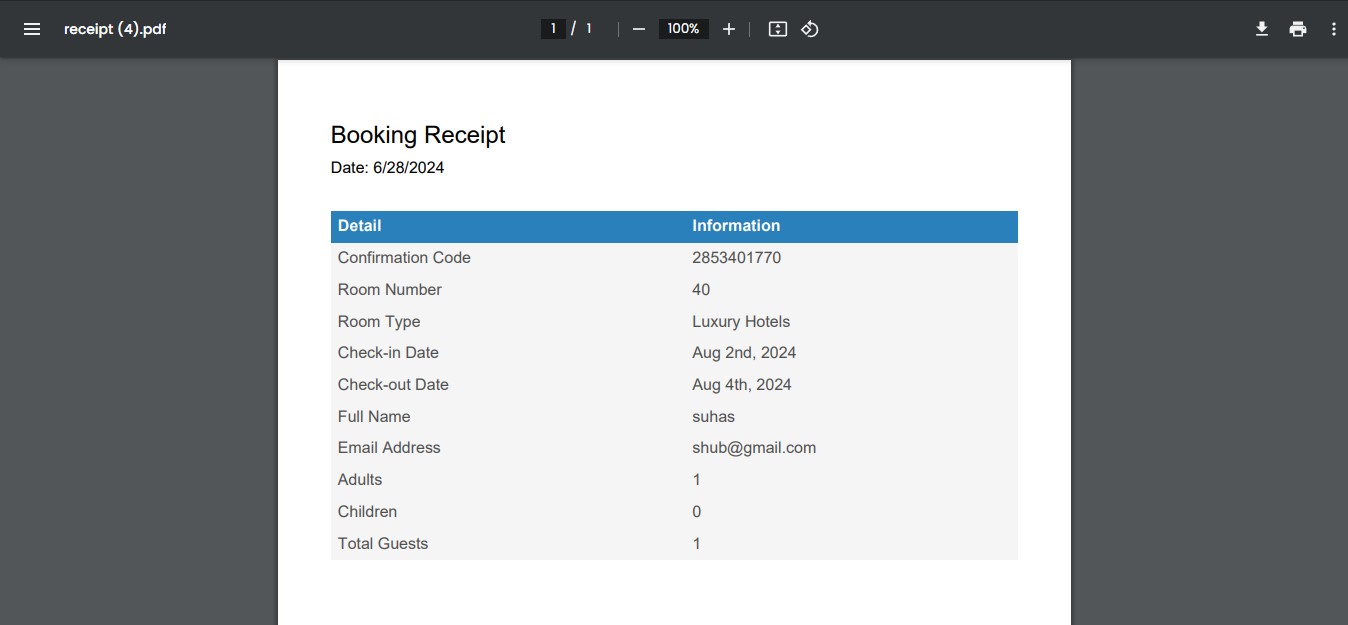 receipt (4).pdf
1 / 1
100%
Booking Receipt
Date: 6/28/2024
Detail Information
Confirmation Code 2853401770
Room Number 40
Room Type Luxury Hotels
Check-in Date Aug 2nd, 2024
Check-out Date Aug 4th, 2024
Full Name suhas
Email Address shub@gmail.com
Adults 1
Children 0
Total Guests 1